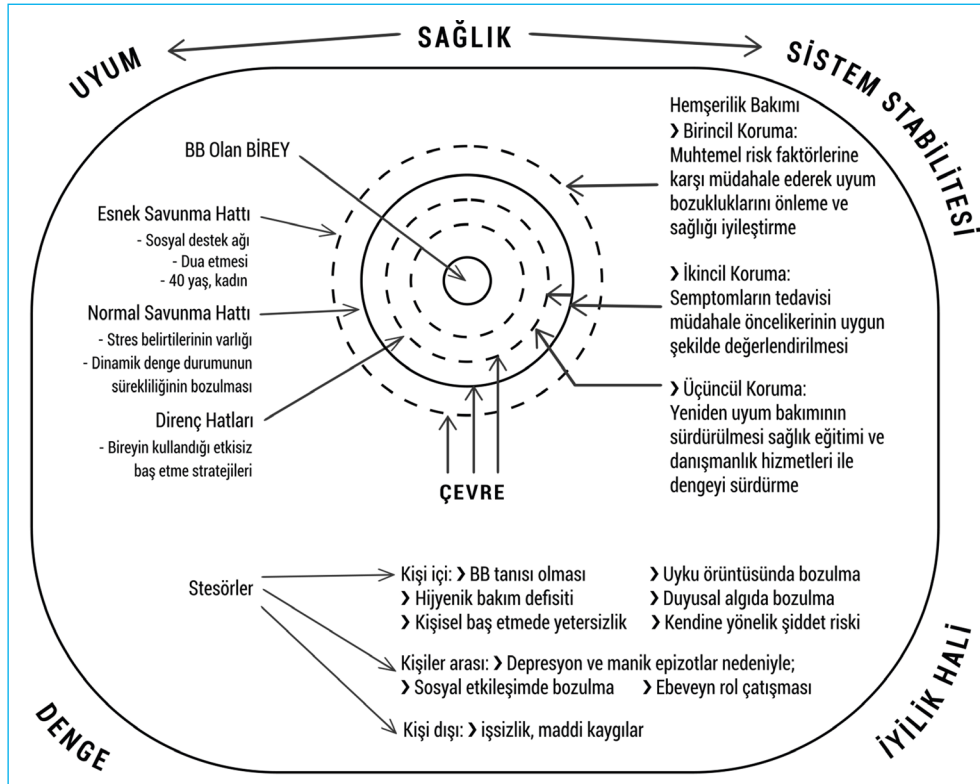 SAĞLIK
UYUM
SİSTEM STABİLİTESİ
BB Olan BİREY
Esnek Savunma Hattı
- Sosyal destek ağı
- Dua etmesi
- 40 yaş, kadın
Normal Savunma Hattı
- Stres belirtilerinin varlığı
- Dinamik denge durumunun
sürekliliğinin bozulması
Direnç Hatları
- Bireyin kullandığı etkisiz
baş etme stratejileri
Hemşerilik Bakımı
❯ Birincil Koruma:
Muhtemel risk faktörlerine
karşı müdahale ederek uyum
bozukluklarını önleme ve
sağlığı iyileştirme
❯ İkincil Koruma:
Semptomların tedavisi
müdahale öncelikerinin uygun
şekilde değerlendirilmesi
❯ Üçüncül Koruma:
Yeniden uyum bakımının
sürdürülmesi sağlık eğitimi ve
danışmanlık hizmetleri ile
dengeyi sürdürme
ÇEVRE
Stesörler
Kişi içi: ❯ BB tanısı olması ❯ Uyku örüntüsünda bozulma
❯ Hijyenik bakım defisiti ❯ Duyusal algıda bozulma
❯ Kişisel baş etmede yetersizlik ❯ Kendine yönelik şiddet riski
Kişiler arası: ❯ Depresyon ve manik epizotlar nedeniyle;
❯ Sosyal etkileşimde bozulma ❯ Ebeveyn rol çatışması
Kişi dışı: ❯ işsizlik, maddi kaygılar
DENGE
İYİLİK HALİ